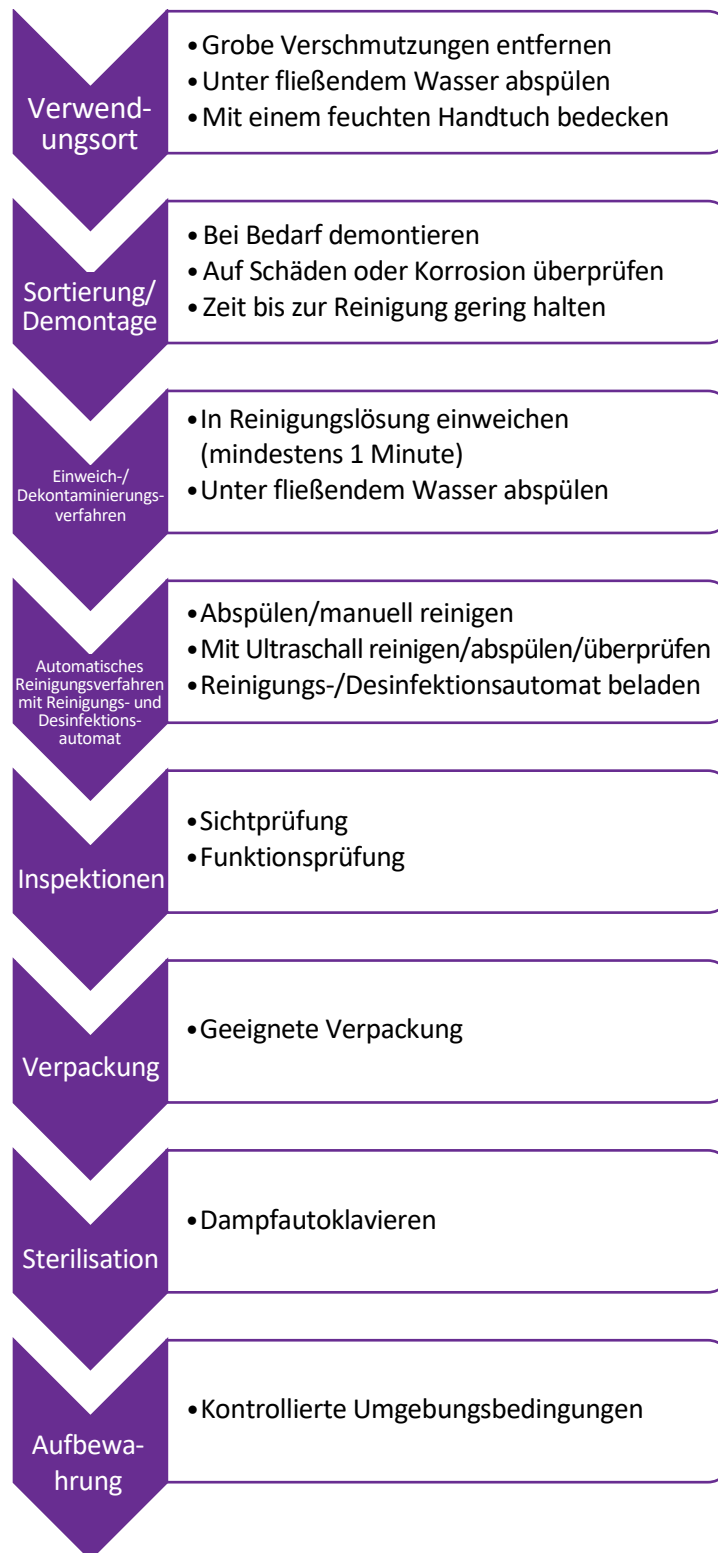 Verwend-
ungsort
•Grobe Verschmutzungen entfernen
•Unter fließendem Wasser abspülen
•Mit einem feuchten Handtuch bedecken
Sortierung/
Demontage
•Bei Bedarf demontieren
•Auf Schäden oder Korrosion überprüfen
•Zeit bis zur Reinigung gering halten
Einweich-/
Dekontaminierungs-
verfahren
•In Reinigungslösung einweichen
(mindestens 1 Minute)
•Unter fließendem Wasser abspülen
Automatisches
Reinigungsverfahren
mit Reinigungs- und
Desinfektions-
automat
•Abspülen/manuell reinigen
•Mit Ultraschall reinigen/abspülen/überprüfen
•Reinigungs-/Desinfektionsautomat beladen
Inspektionen
•Sichtprüfung
•Funktionsprüfung
Verpackung
•Geeignete Verpackung
Sterilisation
•Dampfautoklavieren
Aufbewa-
hrung
•Kontrollierte Umgebungsbedingungen